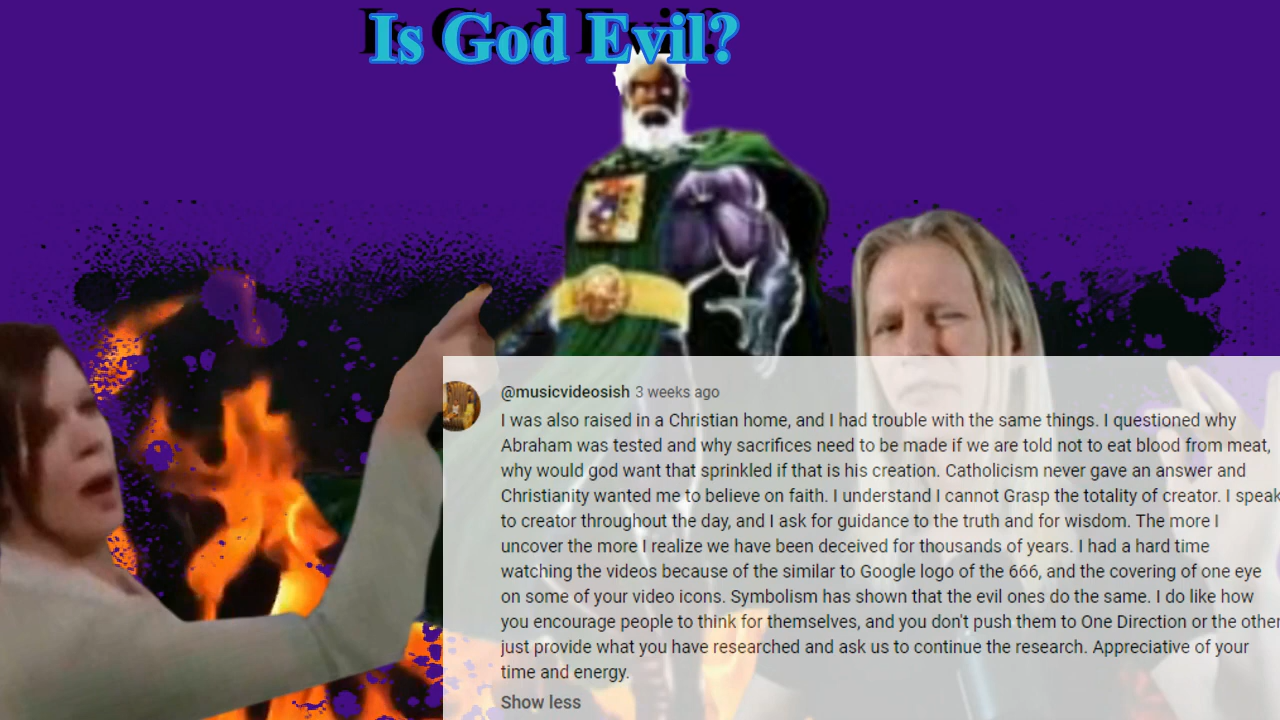 Is God Evil?
@musicvideosish 3 weeks ago
I was also raised in a Christian home, and I had trouble with the same things. I questioned why
Abraham was tested and why sacrifices need to be made if we are told not to eat blood from meat,
why would god want that sprinkled if that is his creation. Catholicism never gave an answer and
Christianity wanted me to believe on faith. I understand I cannot Grasp the totality of creator. I speak
to creator throughout the day, and I ask for guidance to the truth and for wisdom. The more I
uncover the more I realize we have been deceived for thousands of years. I had a hard time
watching the videos because of the similar to Google logo of the 666, and the covering of one eye
on some of your video icons. Symbolism has shown that the evil ones do the same. I do like how
you encourage people to think for themselves, and you don't push them to One Direction or the other
just provide what you have researched and ask us to continue the research. Appreciative of your
time and energy.
Show less